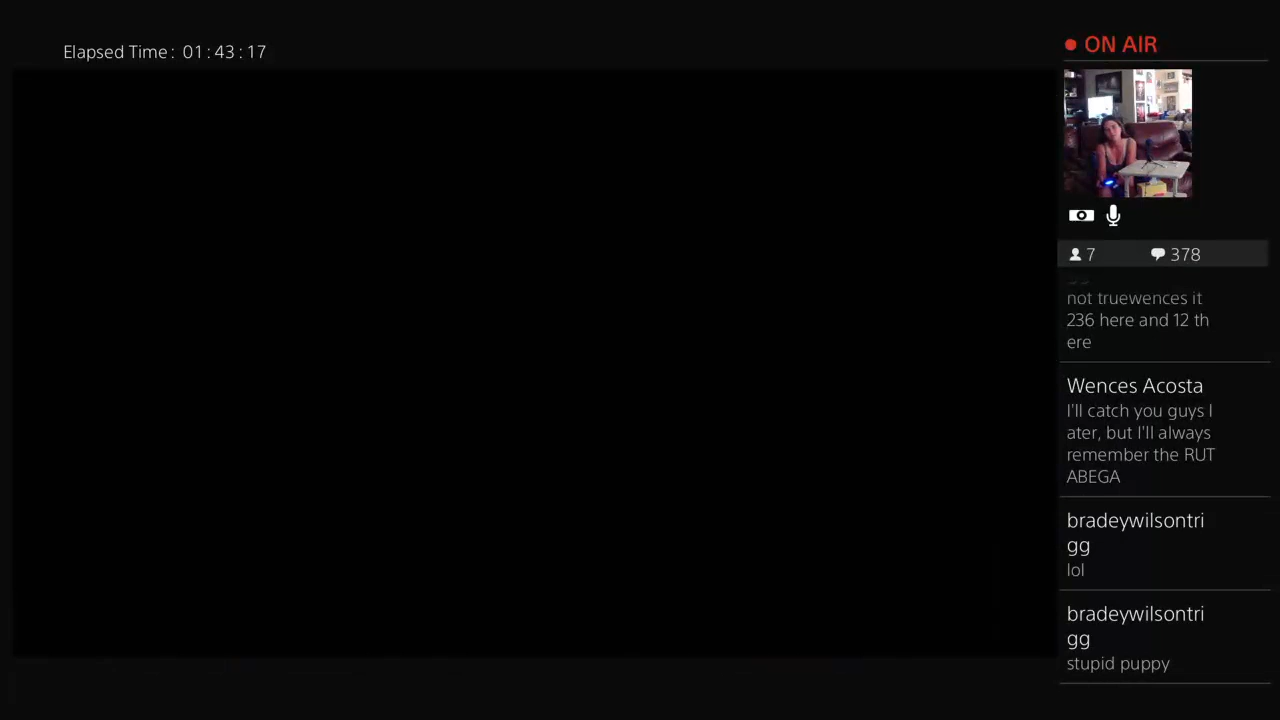 Elapsed Time: 01:43:17
ON AIR
7 378
not truewences it
236 here and 12 th
ere
Wences Acosta
I'll catch you guys l
ater, but I'll always
remember the RUT
ABEGA
bradeywilsontri
gg
lol
bradeywilsontri
gg
stupid puppy